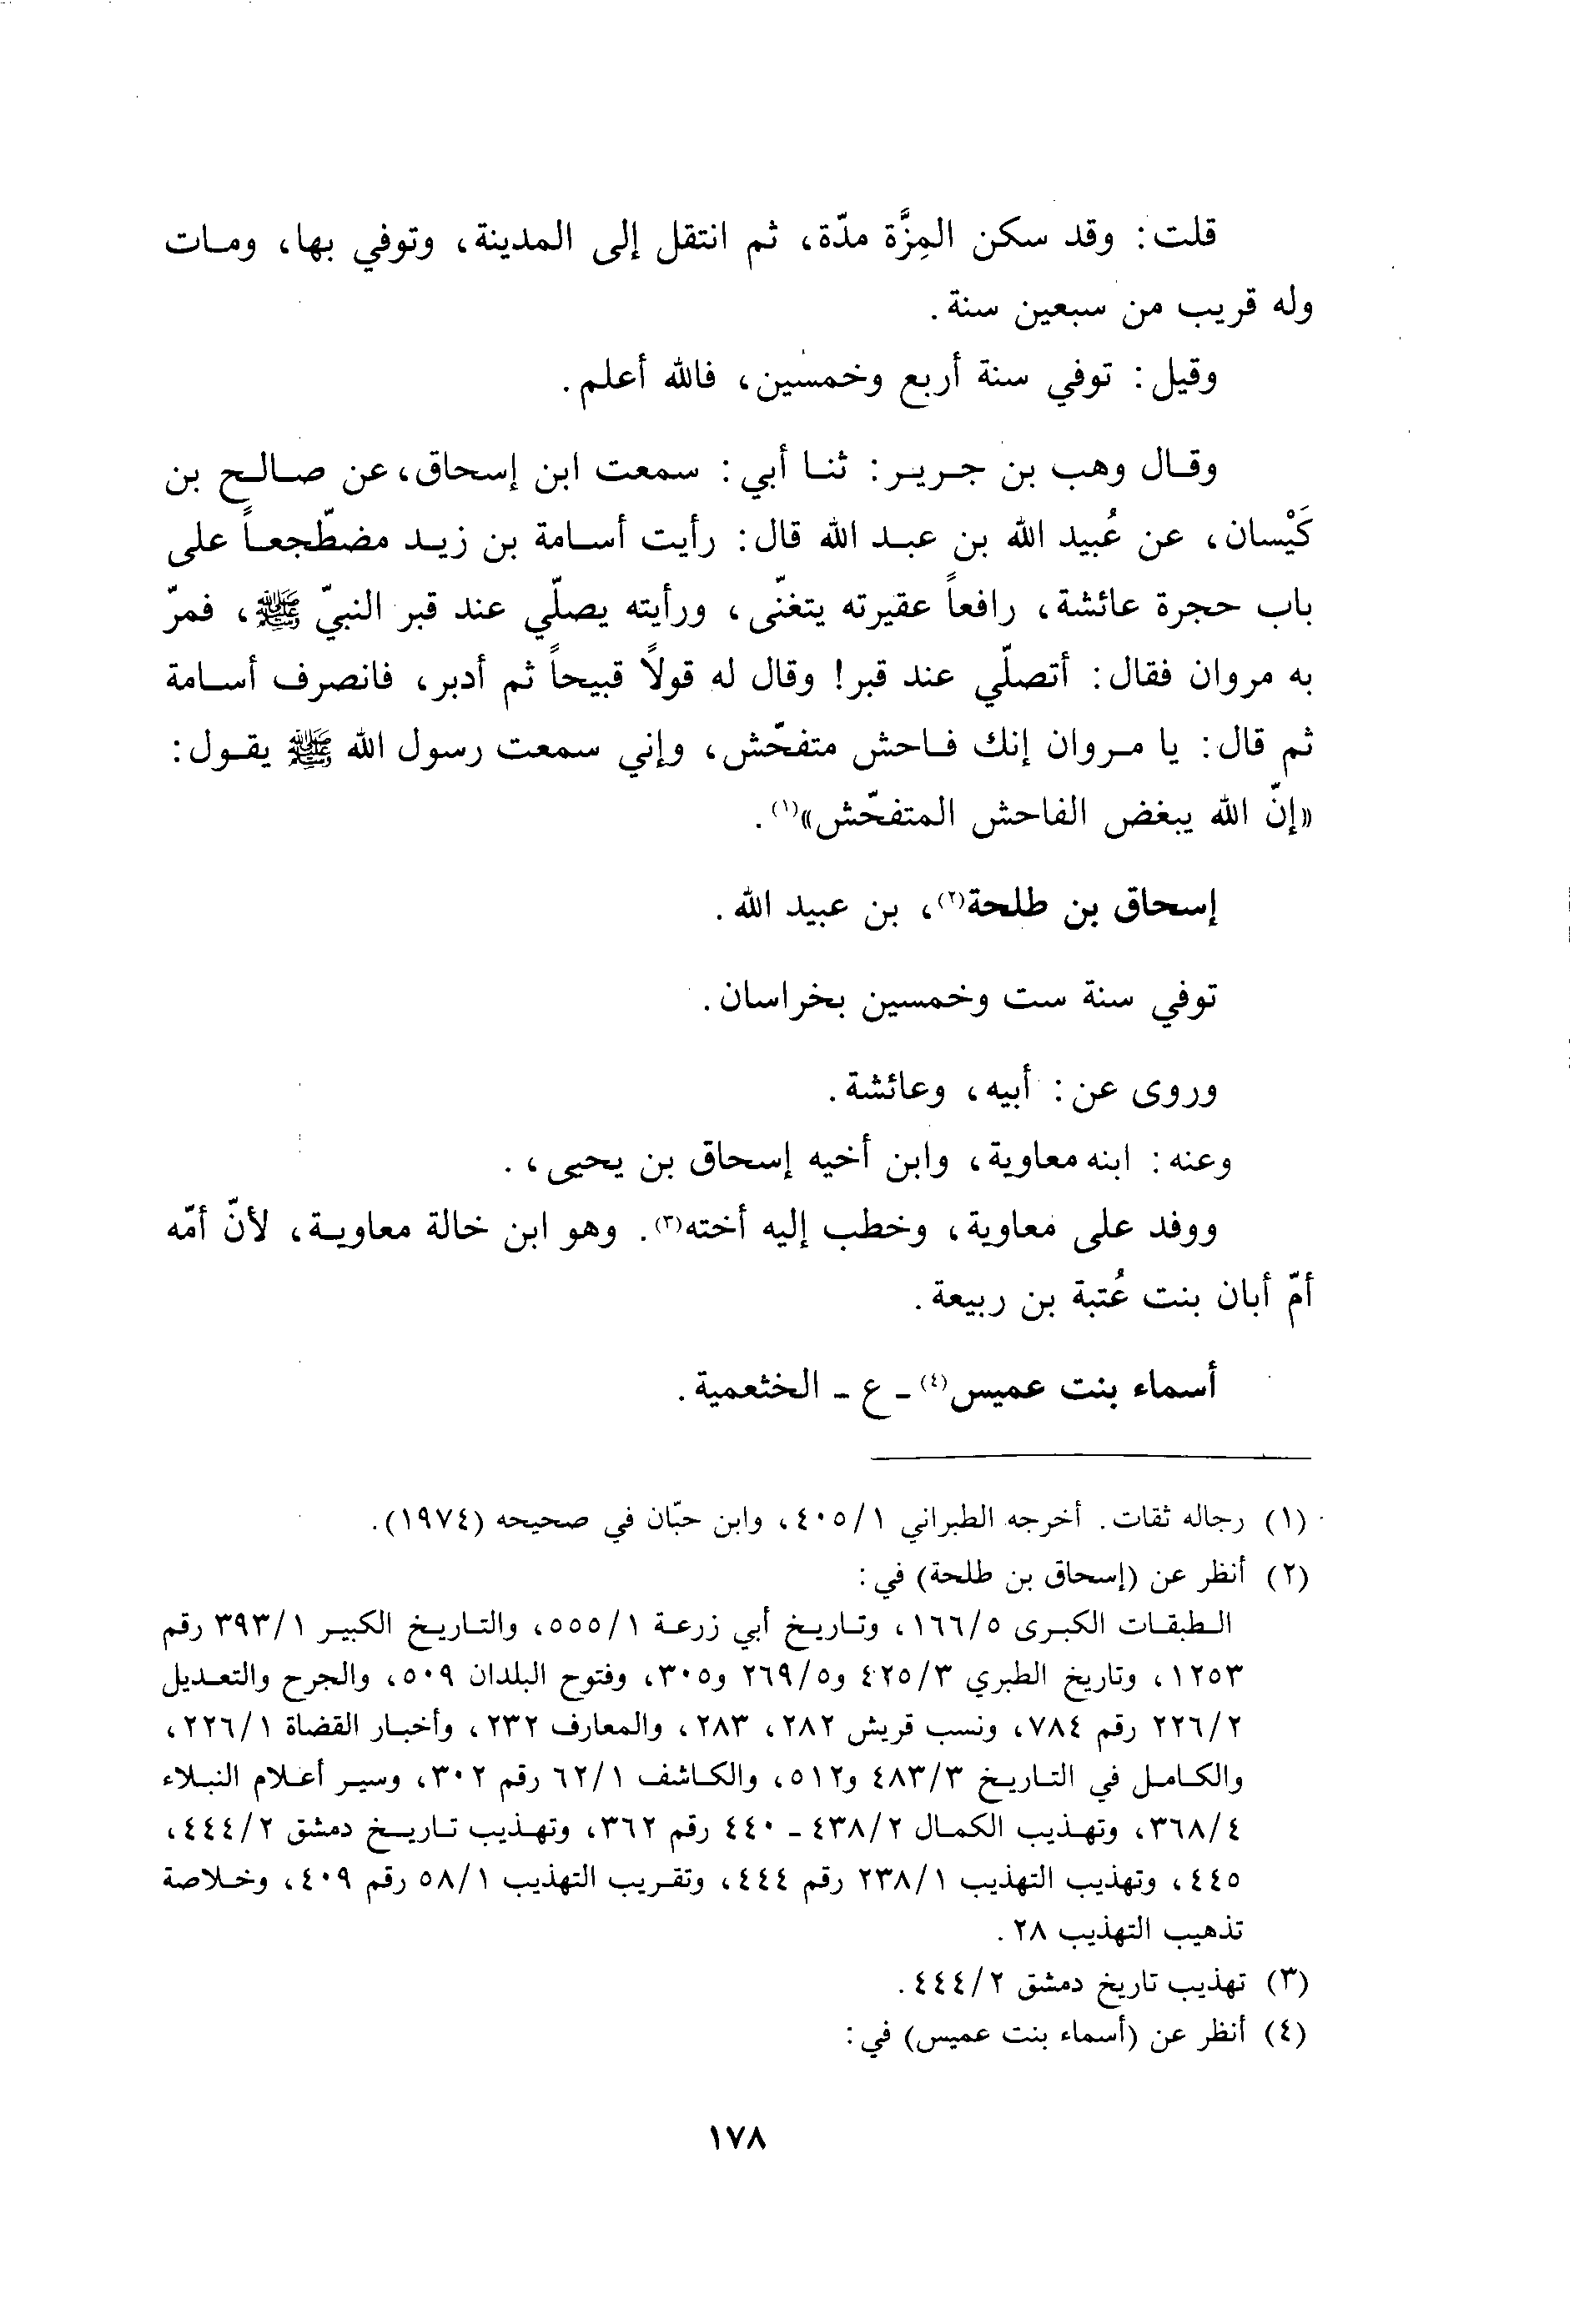 قلت: وقد سكن المِزَّة مدّة، ثم انتقل إلى المدينة، وتوفي بها، ومات
وله قريب من سبعين سنة.
وقيل: توفي سنة أربع وخمسين، فالله أعلم.
وقال وهب بن جرير: ثنا أبي: سمعت ابن إسحاق، عن صالح بن
كَيْسان، عن عُبيد الله بن عبد الله قال: رأيت أسامة بن زيد مضطّجعاً على
باب حجرة عائشة، رافعاً عقيرته يتغنّى، ورأيته يصلّي عند قبر النبيّ ﷺ، فمرّ
به مروان فقال: أتصلّي عند قبر! وقال له قولاً قبيحاً ثم أدبر، فانصرف أسامة
ثم قال: يا مروان إنك فاحش متفحّش، وإني سمعت رسول الله ﷺ يقول:
«إنّ الله يبغض الفاحش المتفحّش»(١).
إسحاق بن طلحة(٢)، بن عبيد الله.
توفي سنة ست وخمسين بخراسان.
وروى عن: أبيه، وعائشة.
وعنه: ابنه معاوية، وابن أخيه إسحاق بن يحيى، .
ووفد على معاوية، وخطب إليه أخته(٣). وهو ابن خالة معاوية، لأنّ أمّه
أمّ أبان بنت عُتبة بن ربيعة.
أسماء بنت عميس(٤) - ع - الخثعمية.
(١) رجاله ثقات. أخرجه الطبراني ٤٠٥/١، وابن حبّان في صحيحه (١٩٧٤).
(٢) أنظر عن (إسحاق بن طلحة) في:
الطبقات الكبرى ١٦٦/٥، وتاريخ أبي زرعة ٥٥٥/١، والتاريخ الكبير ٣٩٣/١ رقم
١٢٥٣، وتاريخ الطبري ٤٢٥/٣ و٢٦٩/٥ و٣٠٥، وفتوح البلدان ٥٠٩، والجرح والتعديل
٢٢٦/٢ رقم ٧٨٤، ونسب قريش ٢٨٢، ٢٨٣، والمعارف ٢٣٢، وأخبار القضاة ٢٢٦/١،
والكامل في التاريخ ٤٨٣/٣ و٥١٢، والكاشف ٦٢/١ رقم ٣٠٢، وسير أعلام النبلاء
٣٦٨/٤، وتهذيب الكمال ٤٣٨/٢ - ٤٤٠ رقم ٣٦٢، وتهذيب تاريخ دمشق ٤٤٤/٢،
٤٤٥، وتهذيب التهذيب ٢٣٨/١ رقم ٤٤٤، وتقريب التهذيب ٥٨/١ رقم ٤٠٩، وخلاصة
تذهيب التهذيب ٢٨.
(٣) تهذيب تاريخ دمشق ٤٤٤/٢.
(٤) أنظر عن (أسماء بنت عميس) في:
١٧٨